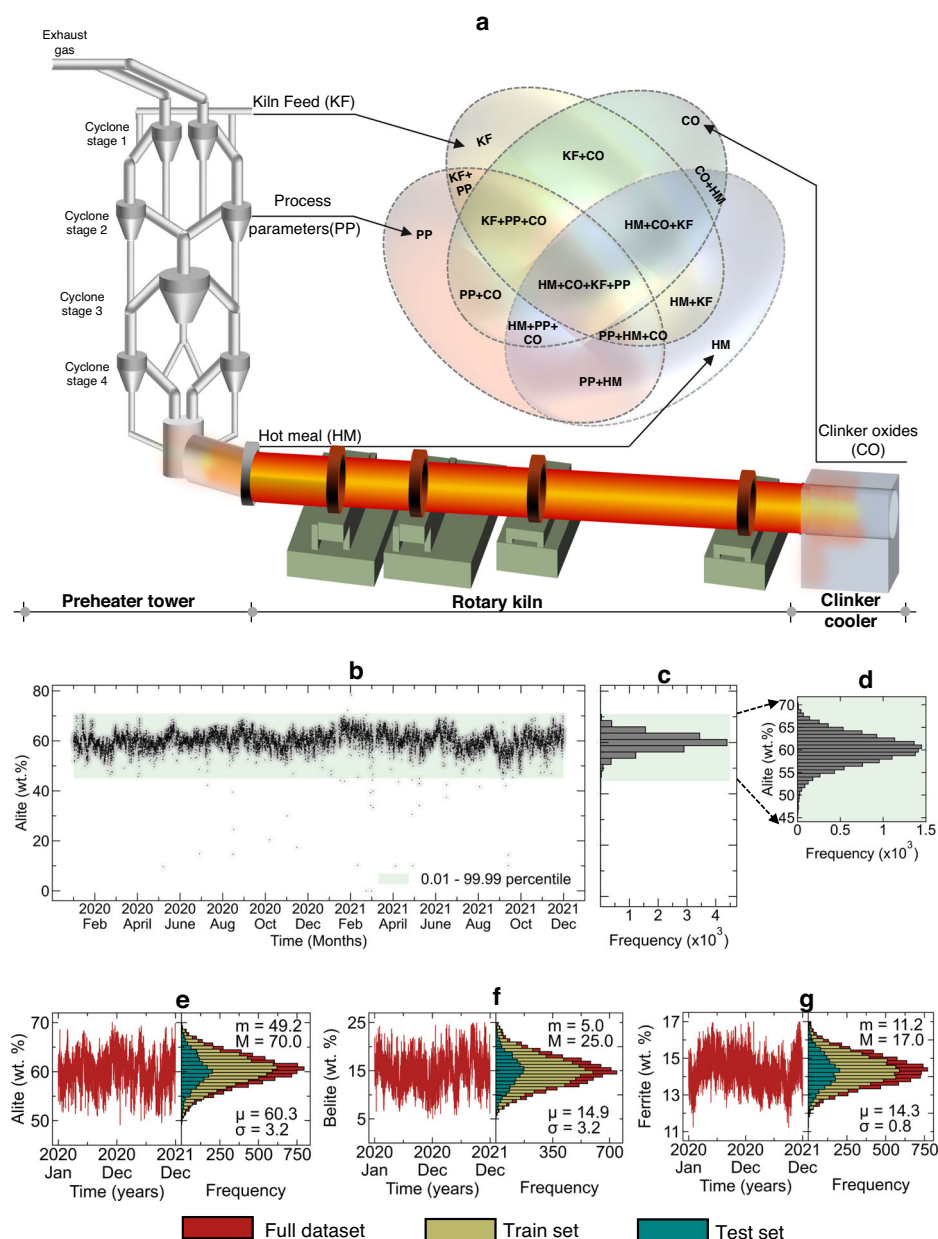 a
Exhaust
gas
Kiln Feed (KF)
Cyclone
stage 1
Process
parameters(PP)
Cyclone
stage 2
Cyclone
stage 3
Cyclone
stage 4
KF
CO
KF+CO
KF+
PP
CO+HM
KF+PP+CO
HM+CO+KF
PP
HM+CO+KF+PP
PP+CO
HM+KF
HM+PP+
CO
PP+HM+CO
HM
PP+HM
Hot meal (HM)
Clinker oxides
(CO)
Preheater tower
Rotary kiln
Clinker
cooler
b
80
60
40
20
0
Alite (wt.%)
0.01 - 99.99 percentile
2020 2020 2020 2020 2020 2020 2021 2021 2021 2021 2021 2021
Feb April June Aug Oct Dec Feb April June Aug Oct Dec
Time (Months)
c
1 2 3 4
Frequency (x10³)
d
70
65
60
55
50
45
Alite (wt.%)
0 0.5 1 1.5
Frequency (x10³)
e
70
60
50
Alite (wt. %)
m = 49.2
M = 70.0
μ = 60.3
σ = 3.2
2020 2020 2021 250 500 750
Jan Dec Dec
Time (years) Frequency
f
25
15
5
Belite (wt. %)
m = 5.0
M = 25.0
μ = 14.9
σ = 3.2
2020 2020 2021 350 700
Jan Dec Dec
Time (years) Frequency
g
17
16
14
13
11
Ferrite (wt. %)
m = 11.2
M = 17.0
μ = 14.3
σ = 0.8
2020 2020 2021 250 500 750
Jan Dec Dec
Time (years) Frequency
Full dataset
Train set
Test set